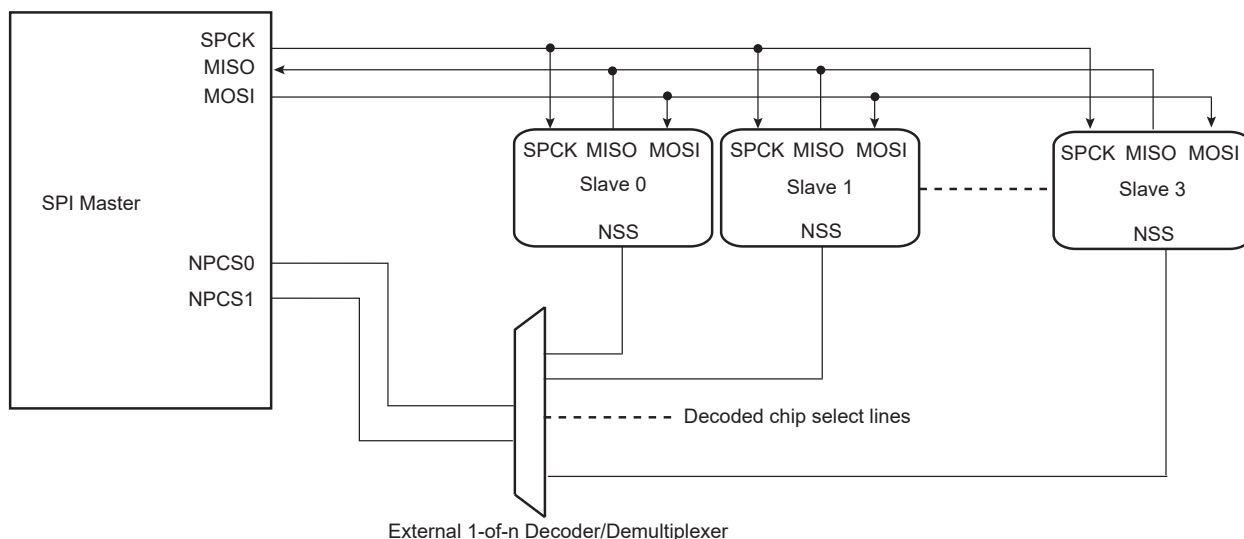 SPCK
MISO
MOSI
SPCK MISO MOSI
Slave 0
NSS
SPCK MISO MOSI
Slave 1
NSS
SPCK MISO MOSI
Slave 3
NSS
SPI Master
NPCS0
NPCS1
Decoded chip select lines
External 1-of-n Decoder/Demultiplexer